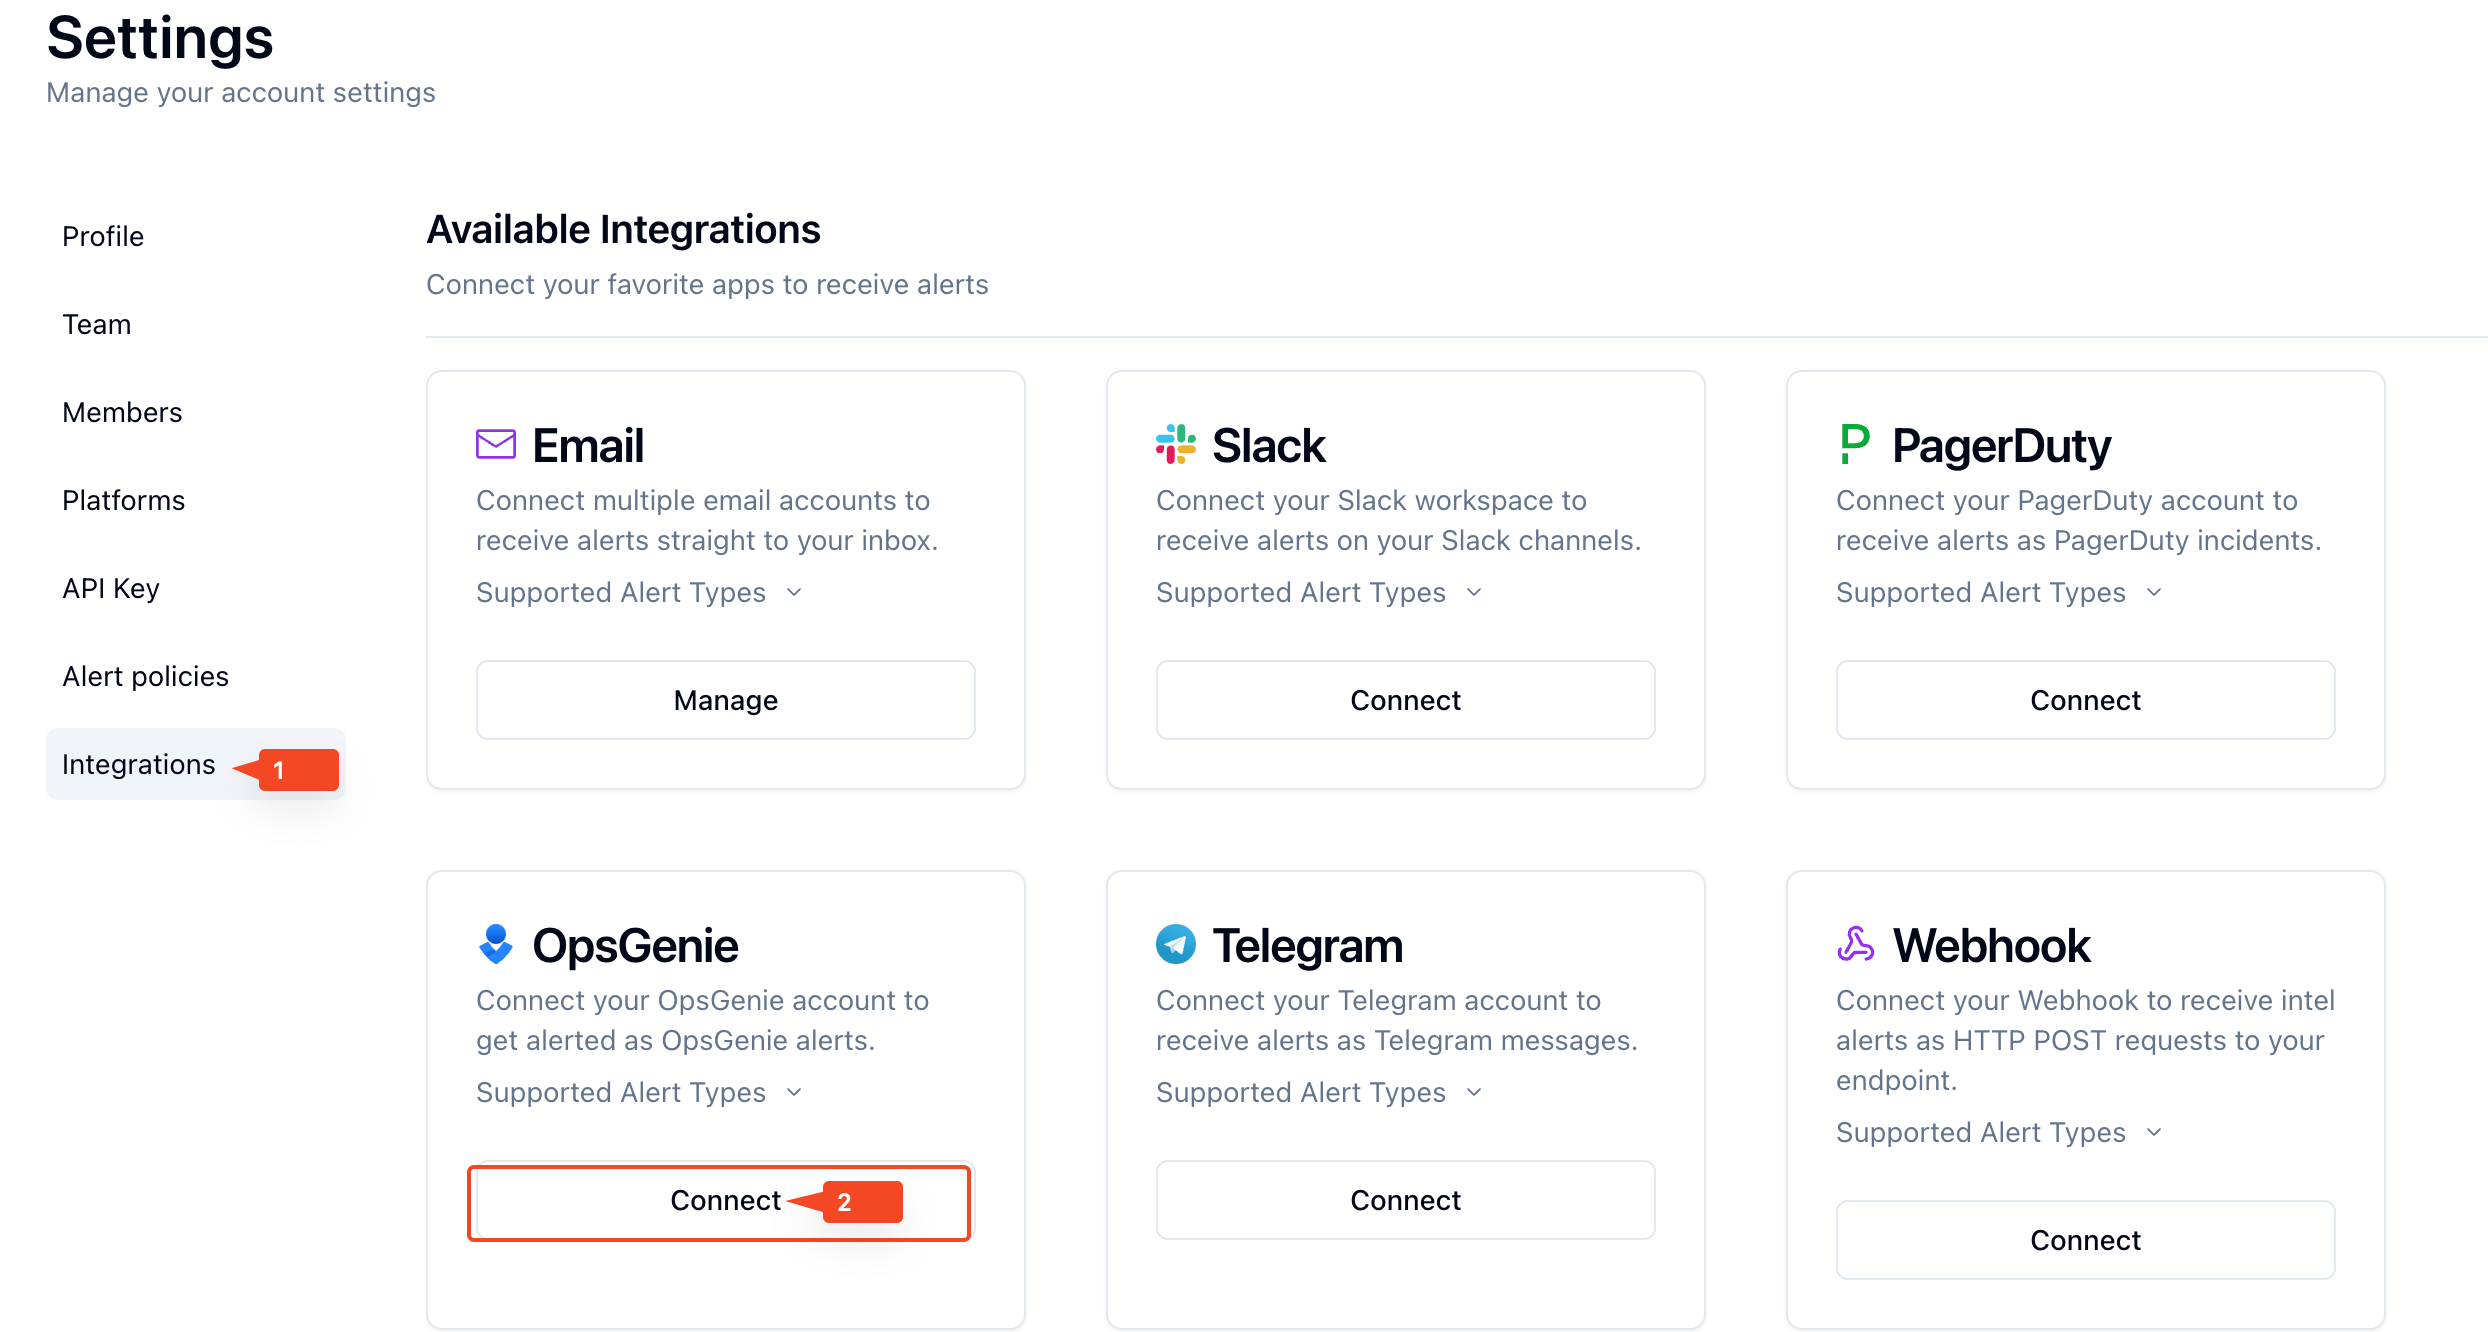 Settings
Manage your account settings
Profile
Team
Members
Platforms
API Key
Alert policies
Integrations
1
Available Integrations
Connect your favorite apps to receive alerts
Email
Connect multiple email accounts to
receive alerts straight to your inbox.
Supported Alert Types
Manage
Slack
Connect your Slack workspace to
receive alerts on your Slack channels.
Supported Alert Types
Connect
PagerDuty
Connect your PagerDuty account to
receive alerts as PagerDuty incidents.
Supported Alert Types
Connect
OpsGenie
Connect your OpsGenie account to
get alerted as OpsGenie alerts.
Supported Alert Types
Connect
2
Telegram
Connect your Telegram account to
receive alerts as Telegram messages.
Supported Alert Types
Connect
Webhook
Connect your Webhook to receive intel
alerts as HTTP POST requests to your
endpoint.
Supported Alert Types
Connect